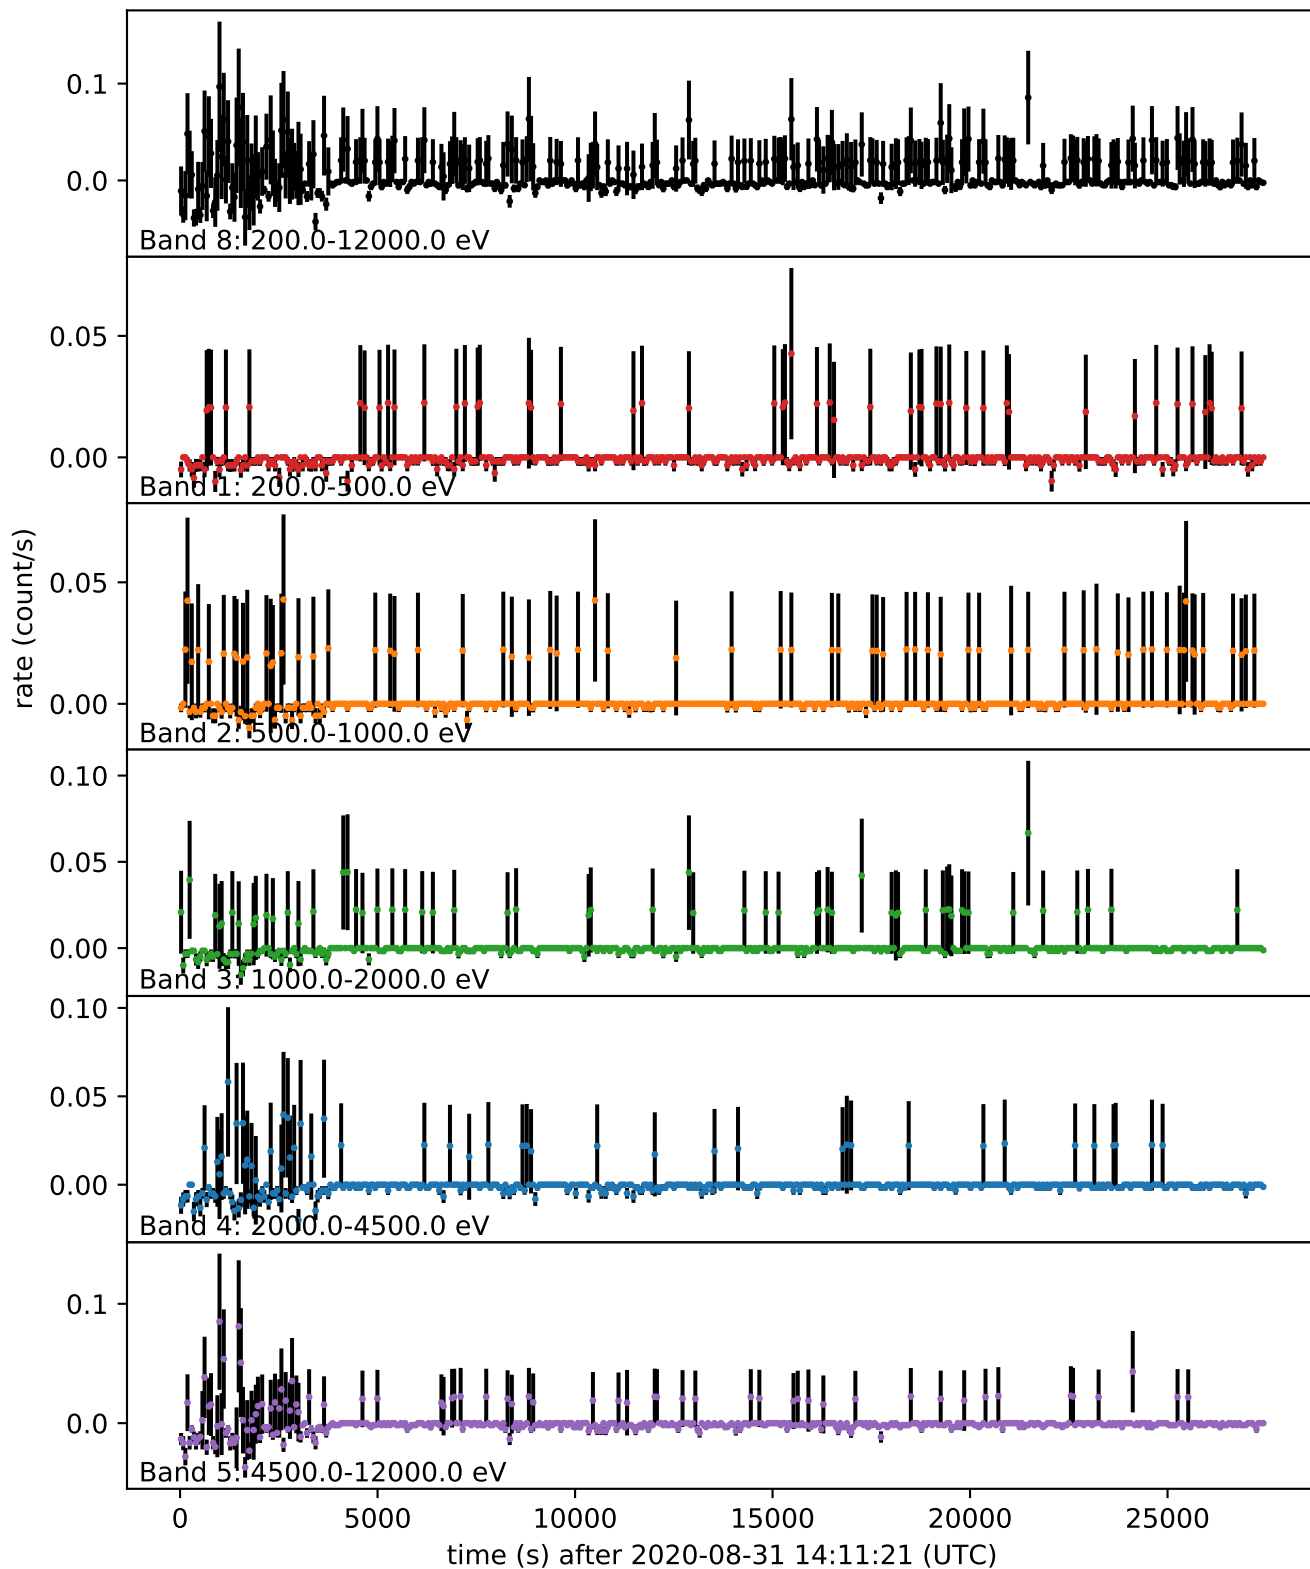 0.1
0.0
Band 8: 200.0-12000.0 eV
0.05
0.00
Band 1: 200.0-500.0 eV
0.05
0.00
Band 2: 500.0-1000.0 eV
rate (count/s)
0.10
0.05
0.00
Band 3: 1000.0-2000.0 eV
0.10
0.05
0.00
Band 4: 2000.0-4500.0 eV
0.1
0.0
Band 5: 4500.0-12000.0 eV
0 5000 10000 15000 20000 25000
time (s) after 2020-08-31 14:11:21 (UTC)